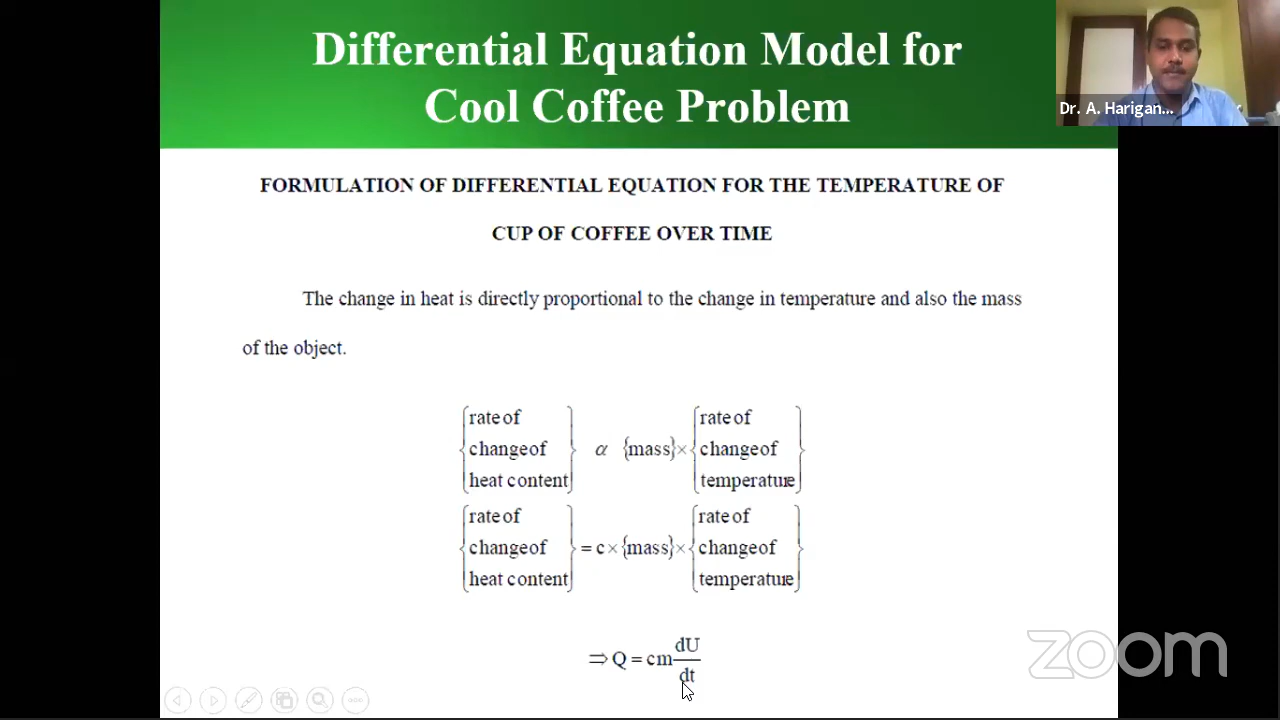 Differential Equation Model for
Cool Coffee Problem
Dr. A. Harigan...
FORMULATION OF DIFFERENTIAL EQUATION FOR THE TEMPERATURE OF
CUP OF COFFEE OVER TIME
The change in heat is directly proportional to the change in temperature and also the mass
of the object.
{rate of change of heat content} α {mass} × {rate of change of temperature}
{rate of change of heat content} = c × {mass} × {rate of change of temperature}
⇒ Q = cm dU/dt
zoom